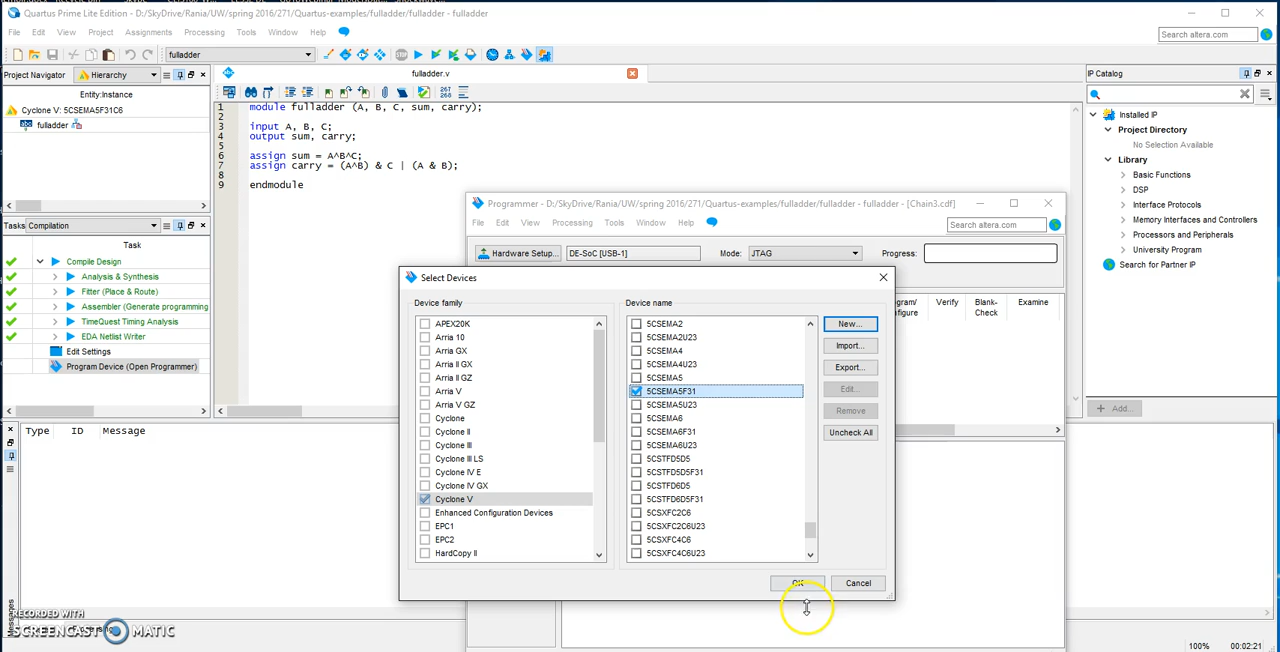 Quartus Prime Lite Edition - D:/SkyDrive/Rania/UW/spring 2016/271/Quartus-examples/fulladder/fulladder - fulladder
File Edit View Project Assignments Processing Tools Window Help
Search altera.com
fulladder
Project Navigator
Hierarchy
Entity:Instance
Cyclone V: 5CSEMA5F31C6
fulladder
Tasks
Compilation
Task
Compile Design
Analysis & Synthesis
Fitter (Place & Route)
Assembler (Generate programming
TimeQuest Timing Analysis
EDA Netlist Writer
Edit Settings
Program Device (Open Programmer)
fulladder.v
267
268
1 module fulladder (A, B, C, sum, carry);
2
3 input A, B, C;
4 output sum, carry;
5
6 assign sum = A^B^C;
7 assign carry = (A^B) & C | (A & B);
8
9 endmodule
IP Catalog
Installed IP
Project Directory
No Selection Available
Library
Basic Functions
DSP
Interface Protocols
Memory Interfaces and Controllers
Processors and Peripherals
University Program
Search for Partner IP
Add...
Programmer - D:/SkyDrive/Rania/UW/spring 2016/271/Quartus-examples/fulladder/fulladder - fulladder - [Chain3.cdf]
File Edit View Processing Tools Window Help
Search altera.com
Hardware Setup...
DE-SoC [USB-1]
Mode:
JTAG
Progress:
Verify
Blank-
Check
Examine
Select Devices
Device family
APEX20K
Arria 10
Arria GX
Arria II GX
Arria II GZ
Arria V
Arria V GZ
Cyclone
Cyclone II
Cyclone III
Cyclone III LS
Cyclone IV E
Cyclone IV GX
Cyclone V
Enhanced Configuration Devices
EPC1
EPC2
HardCopy II
Device name
5CSEMA2
5CSEMA2U23
5CSEMA4
5CSEMA4U23
5CSEMA5
5CSEMA5F31
5CSEMA5U23
5CSEMA6
5CSEMA6F31
5CSEMA6U23
5CSTFD5D5
5CSTFD5D5F31
5CSTFD6D5
5CSTFD6D5F31
5CSXFC2C6
5CSXFC2C6U23
5CSXFC4C6
5CSXFC4C6U23
New...
Import...
Export...
Edit...
Remove
Uncheck All
OK
Cancel
Type ID Message
Messages
RECORDED WITH
SCREENCAST MATIC
100% 00:02:21